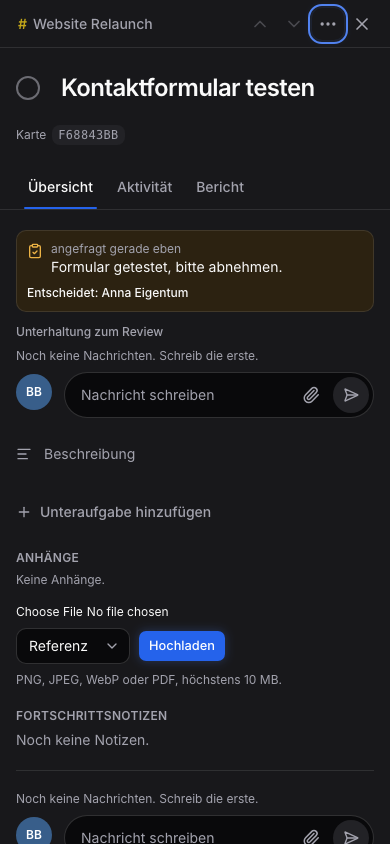 # Website Relaunch
Kontaktformular testen
Karte F68843BB
Übersicht Aktivität Bericht
angefragt gerade eben
Formular getestet, bitte abnehmen.
Entscheidet: Anna Eigentum
Unterhaltung zum Review
Noch keine Nachrichten. Schreib die erste.
BB Nachricht schreiben
Beschreibung
Unteraufgabe hinzufügen
ANHÄNGE
Keine Anhänge.
Choose File No file chosen
Referenz Hochladen
PNG, JPEG, WebP oder PDF, höchstens 10 MB.
FORTSCHRITTSNOTIZEN
Noch keine Notizen.
Noch keine Nachrichten. Schreib die erste.
BB Nachricht schreiben